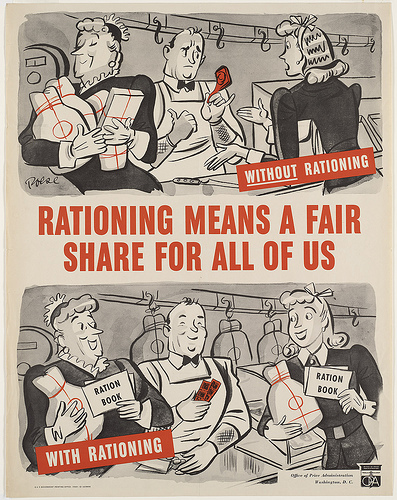 Roese
WITHOUT RATIONING
RATIONING MEANS A FAIR
SHARE FOR ALL OF US
RATION
BOOK
RATION
BOOK
WITH RATIONING
Office of Price Administration
Washington, D. C.
OPA